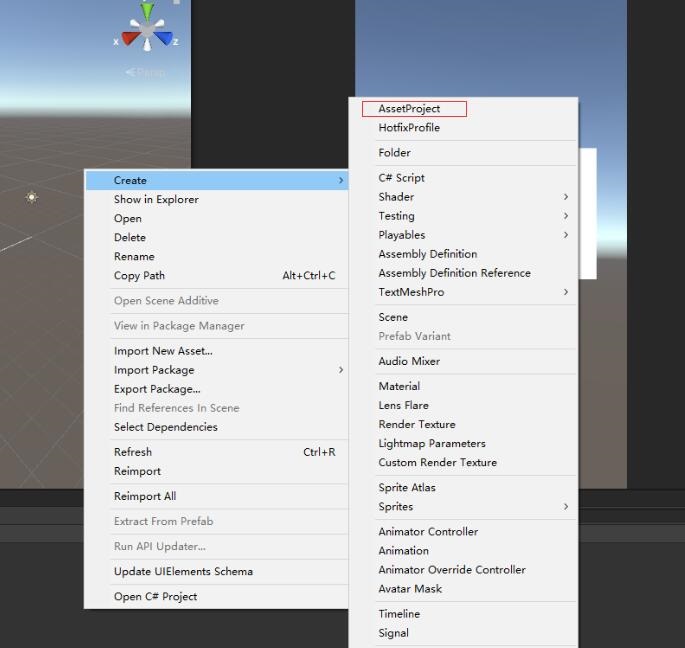 x
z
Persp
Create
Show in Explorer
Open
Delete
Rename
Copy Path Alt+Ctrl+C
Open Scene Additive
View in Package Manager
Import New Asset...
Import Package
Export Package...
Find References In Scene
Select Dependencies
Refresh Ctrl+R
Reimport
Reimport All
Extract From Prefab
Run API Updater...
Update UIElements Schema
Open C# Project
AssetProject
HotfixProfile
Folder
C# Script
Shader
Testing
Playables
Assembly Definition
Assembly Definition Reference
TextMeshPro
Scene
Prefab Variant
Audio Mixer
Material
Lens Flare
Render Texture
Lightmap Parameters
Custom Render Texture
Sprite Atlas
Sprites
Animator Controller
Animation
Animator Override Controller
Avatar Mask
Timeline
Signal